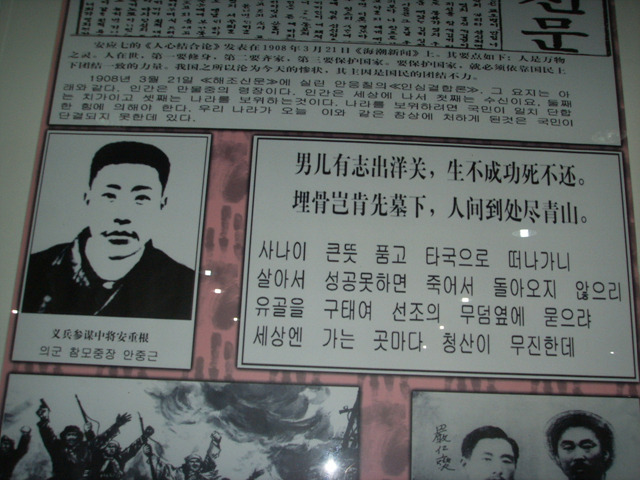 신문
安应七的《人心结合论》发表在1908年3月21日《海潮新闻》上。其要点如下：人是万物
之灵。人在世，第一要修身，第二要齐家，第三要保护国家。要保护国家，就必须依靠国民上
下团结一致的力量。我国之所以沦为今天的惨状，其主因是国民的团结不力。
1908년 3월 21일 ≪해조신문≫에 실린 안응칠의≪인심결합론≫, 그 요지는 아
래와 같다. 인간은 만물중의 령장이다. 인간은 세상에 나서 첫째는 수신이요, 둘째
는 치가이고 셋째는 나라를 보위하는것이다. 나라를 보위하려면 국민이 일치 단합
한 힘에 의해야 한다. 우리 나라가 오늘 이와 같은 참상에 처하게 된것은 국민이
단결되지 못한데 있다.
男儿有志出洋关，生不成功死不还。
埋骨岂肯先墓下，人间到处尽青山。
사나이 큰뜻 품고 타국으로 떠나가니
살아서 성공못하면 죽어서 돌아오지 않으리
유골을 구태여 선조의 무덤옆에 묻으랴
세상엔 가는 곳마다 청산이 무진한데
义兵参谋中将安重根
의군 참모중장 안중근